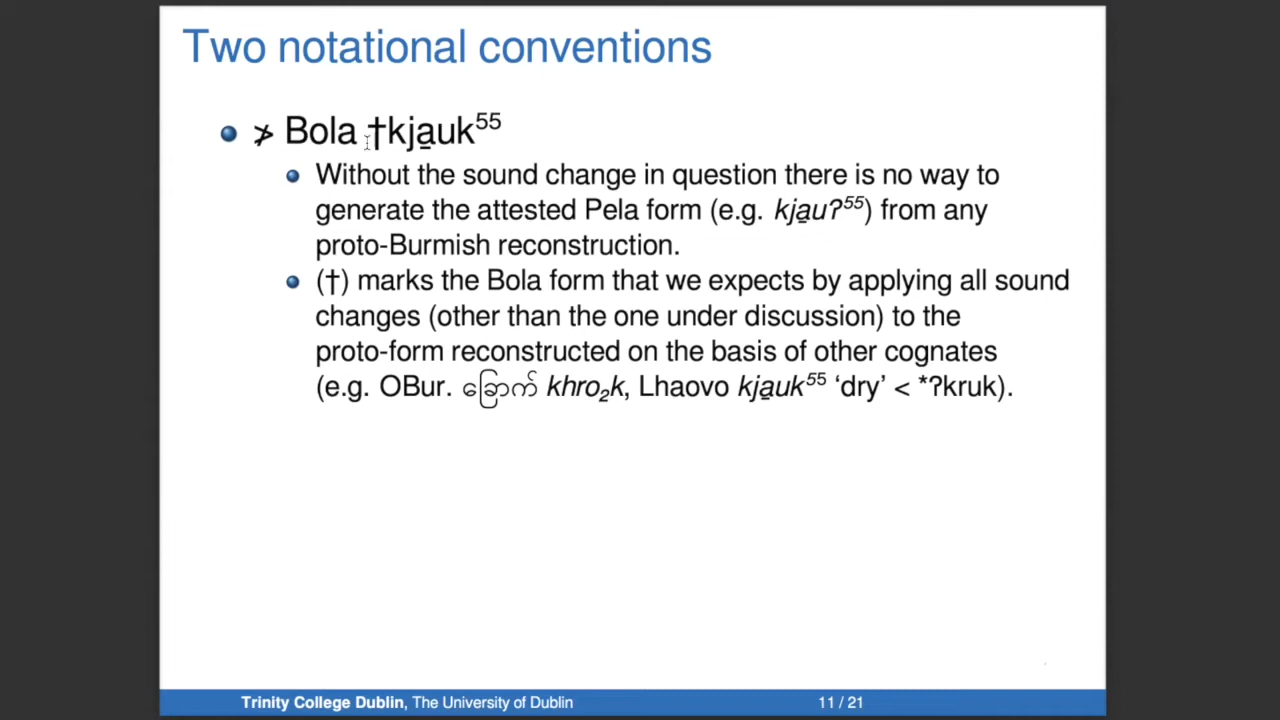 Two notational conventions
≯ Bola †kja̱uk⁵⁵
Without the sound change in question there is no way to
generate the attested Pela form (e.g. kja̱uʔ⁵⁵) from any
proto-Burmish reconstruction.
(†) marks the Bola form that we expects by applying all sound
changes (other than the one under discussion) to the
proto-form reconstructed on the basis of other cognates
(e.g. OBur. ခြောက် khro₂k, Lhaovo kja̱uk⁵⁵ ‘dry’ < *ʔkruk).
Trinity College Dublin, The University of Dublin
11 / 21